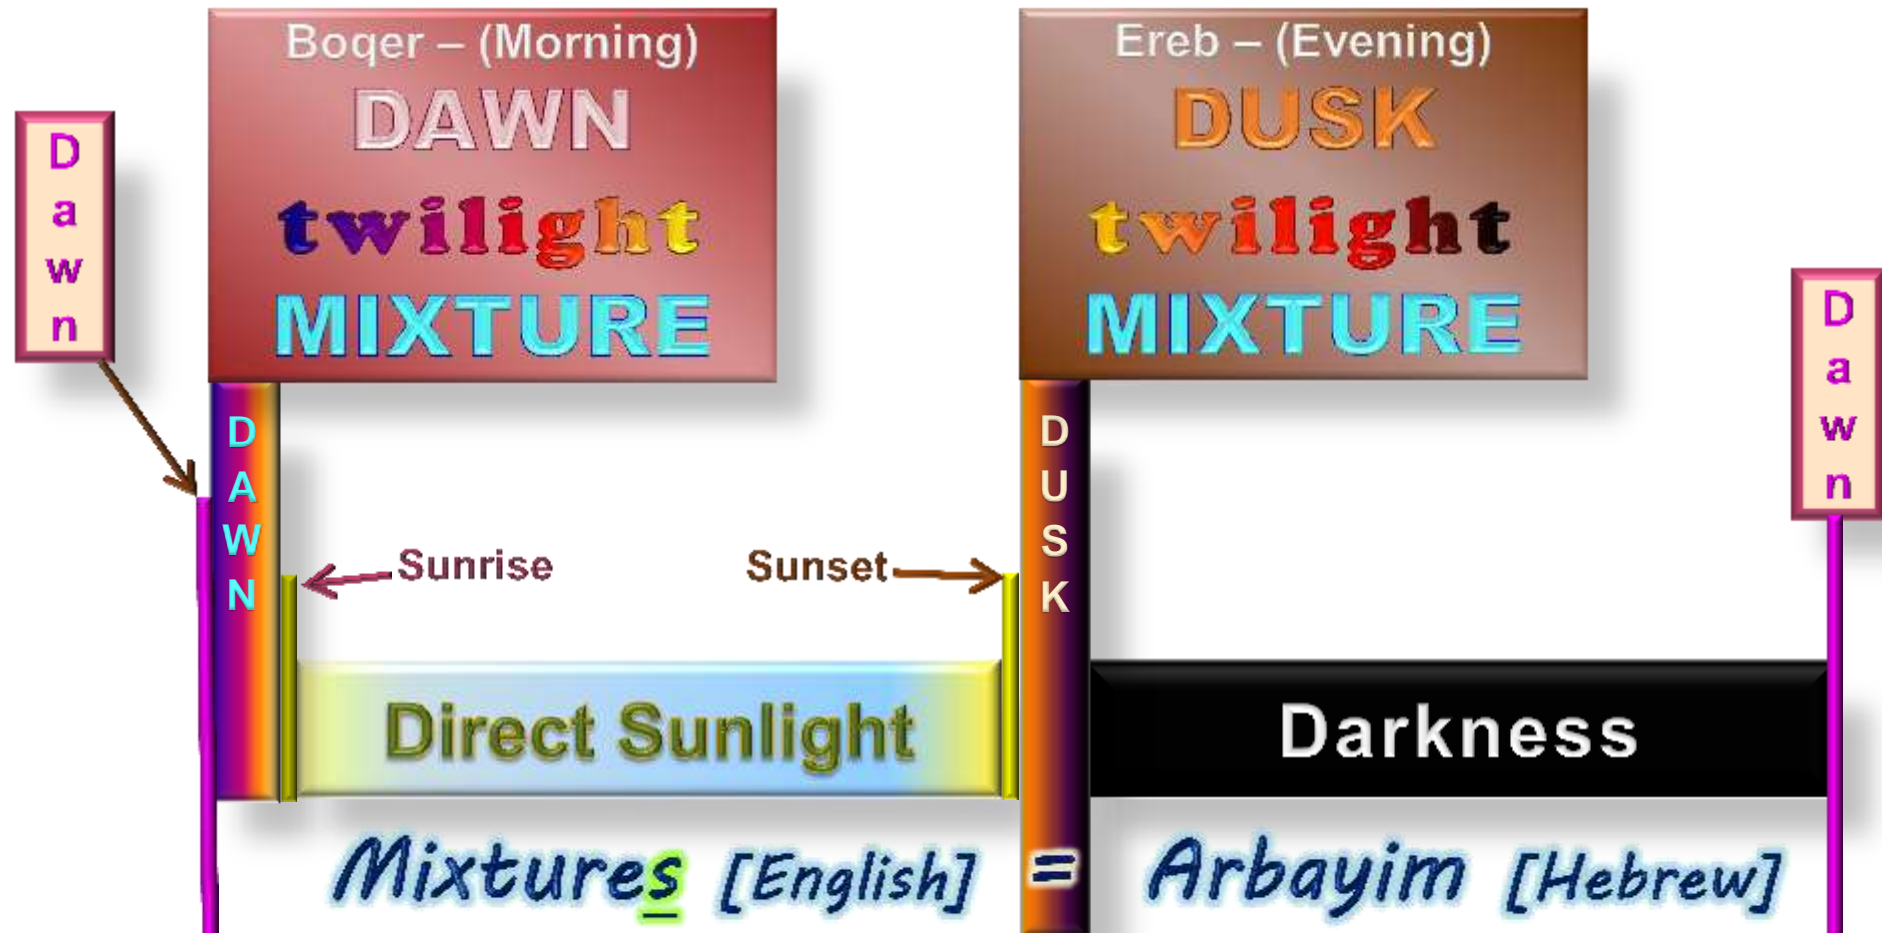 Boqer – (Morning)
DAWN
twilight
MIXTURE
Ereb – (Evening)
DUSK
twilight
MIXTURE
Dawn
Dawn
DAWN
DUSK
Sunrise
Sunset
Direct Sunlight
Darkness
Mixtures [English] = Arbayim [Hebrew]